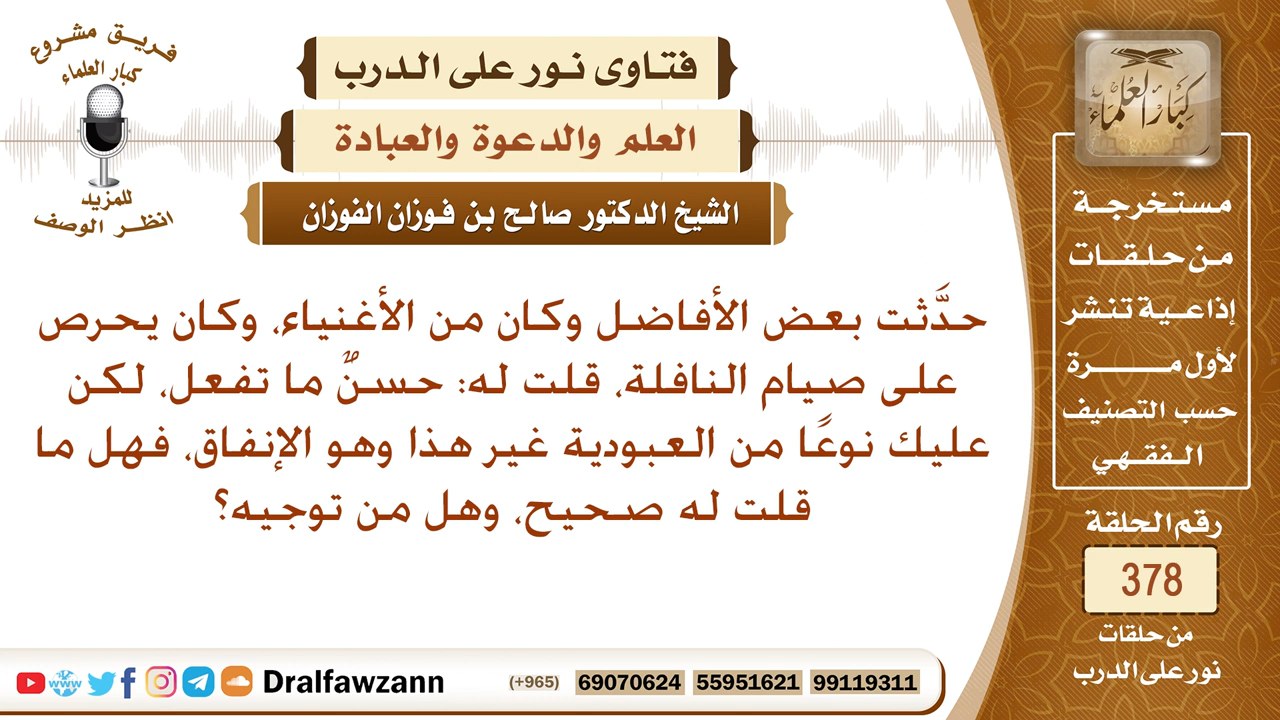 فريق مشروع
كبار العلماء
للمزيد
انظر الوصف
فتاوى نور على الدرب
العلم والدعوة والعبادة
الشيخ الدكتور صالح بن فوزان الفوزان
حدَّثت بعض الأفاضل وكان من الأغنياء، وكان يحرص
على صيام النافلة، قلت له: حسنٌ ما تفعل، لكن
عليك نوعًا من العبودية غير هذا وهو الإنفاق، فهل ما
قلت له صحيح، وهل من توجيه؟
كبار العلماء
مستخرجة
من حلقات
إذاعية تنشر
لأول مرة
حسب التصنيف
الفقهي
رقم الحلقة
378
من حلقات
نور على الدرب
www Dralfawzann (+965) 69070624 55951621 99119311